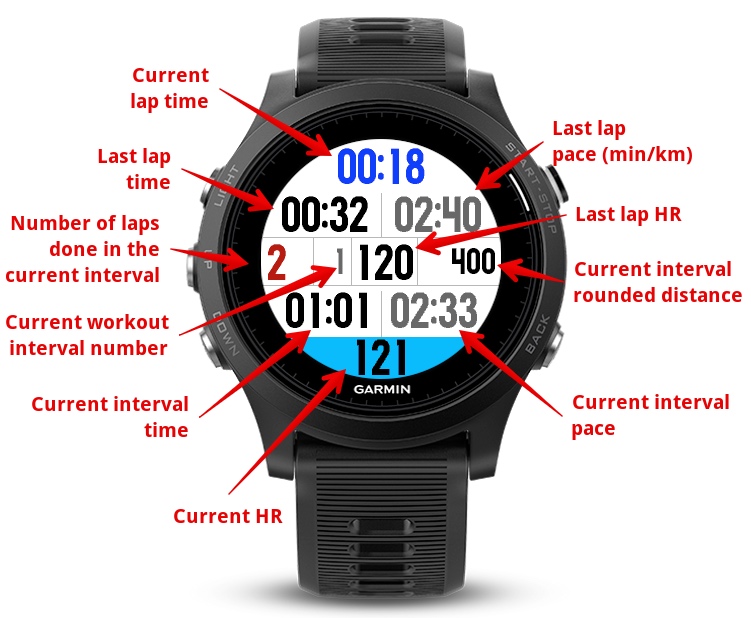 Current
lap time
Last lap
pace (min/km)
Last lap
time
Last lap HR
Number of laps
done in the
current interval
Current interval
rounded distance
Current workout
interval number
Current interval
time
Current interval
pace
Current HR
LIGHT
UP
DOWN
START·STOP
BACK
00:18
00:32 02:40
2 1 120 400
01:01 02:33
121
GARMIN